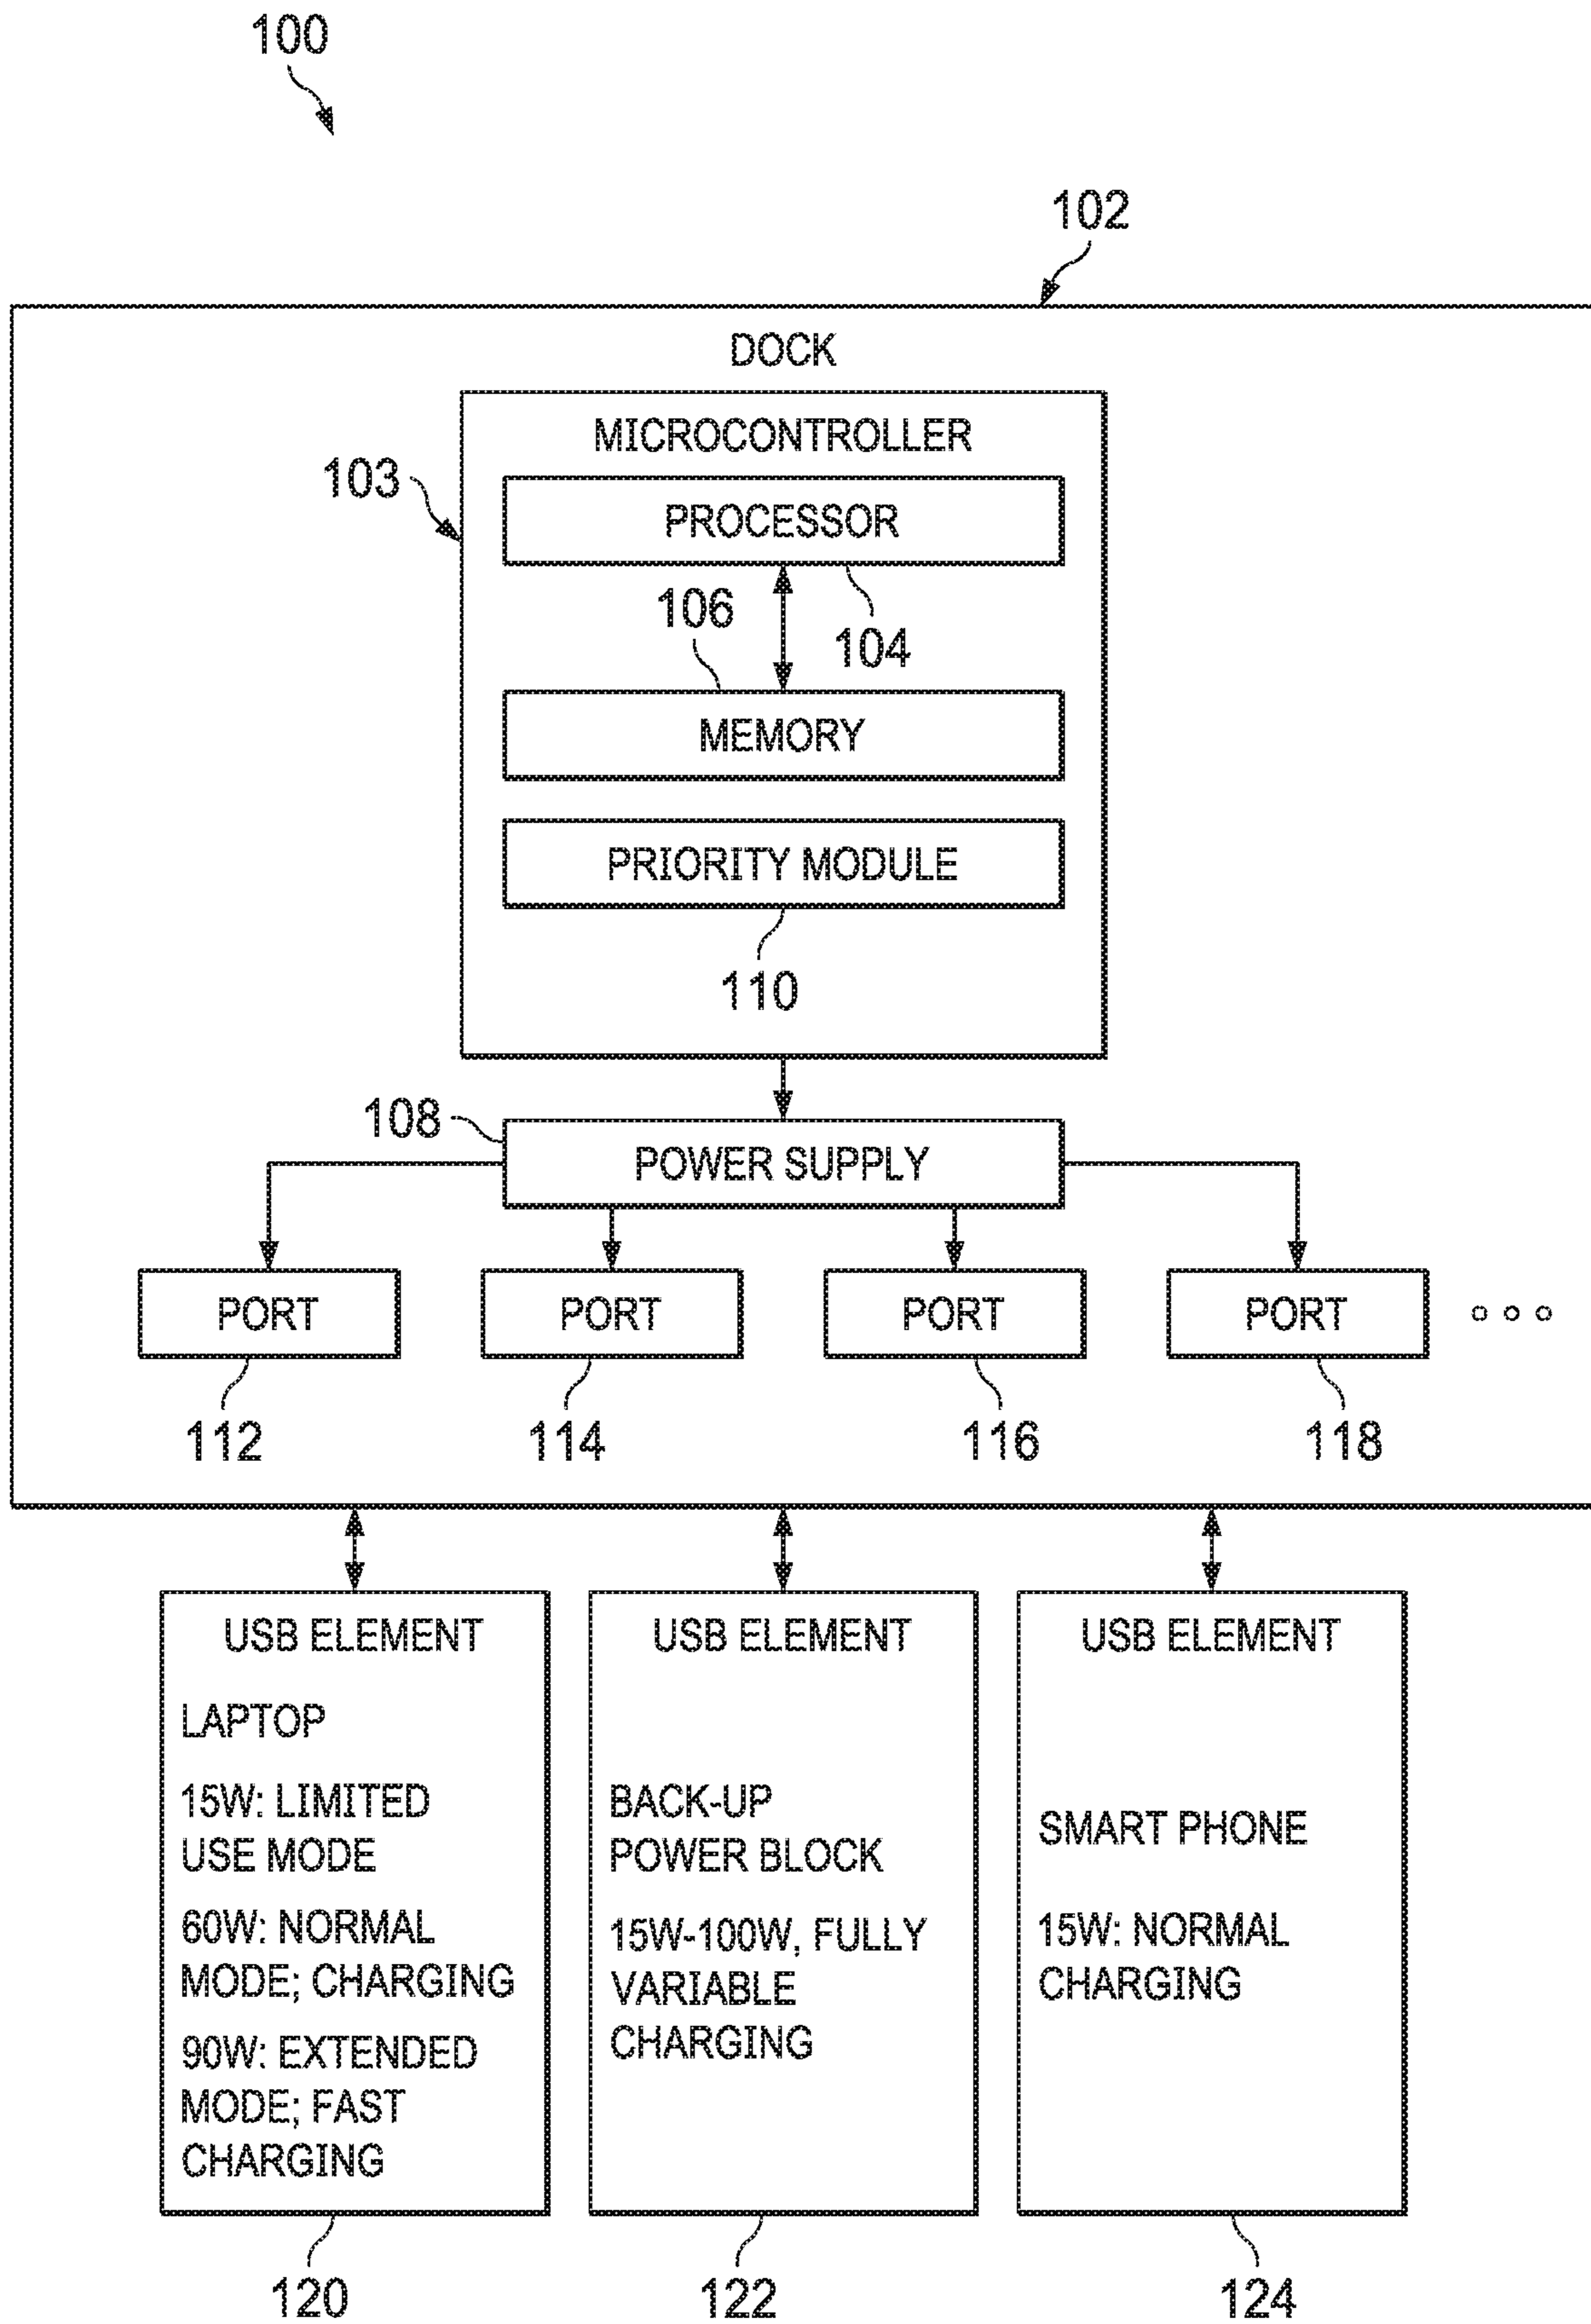 100
102
DOCK
MICROCONTROLLER
103
PROCESSOR
106
104
MEMORY
PRIORITY MODULE
110
108
POWER SUPPLY
PORT
PORT
PORT
PORT
112
114
116
118
USB ELEMENT
LAPTOP
15W: LIMITED
USE MODE
60W: NORMAL
MODE; CHARGING
90W: EXTENDED
MODE; FAST
CHARGING
120
USB ELEMENT
BACK-UP
POWER BLOCK
15W-100W, FULLY
VARIABLE
CHARGING
122
USB ELEMENT
SMART PHONE
15W: NORMAL
CHARGING
124